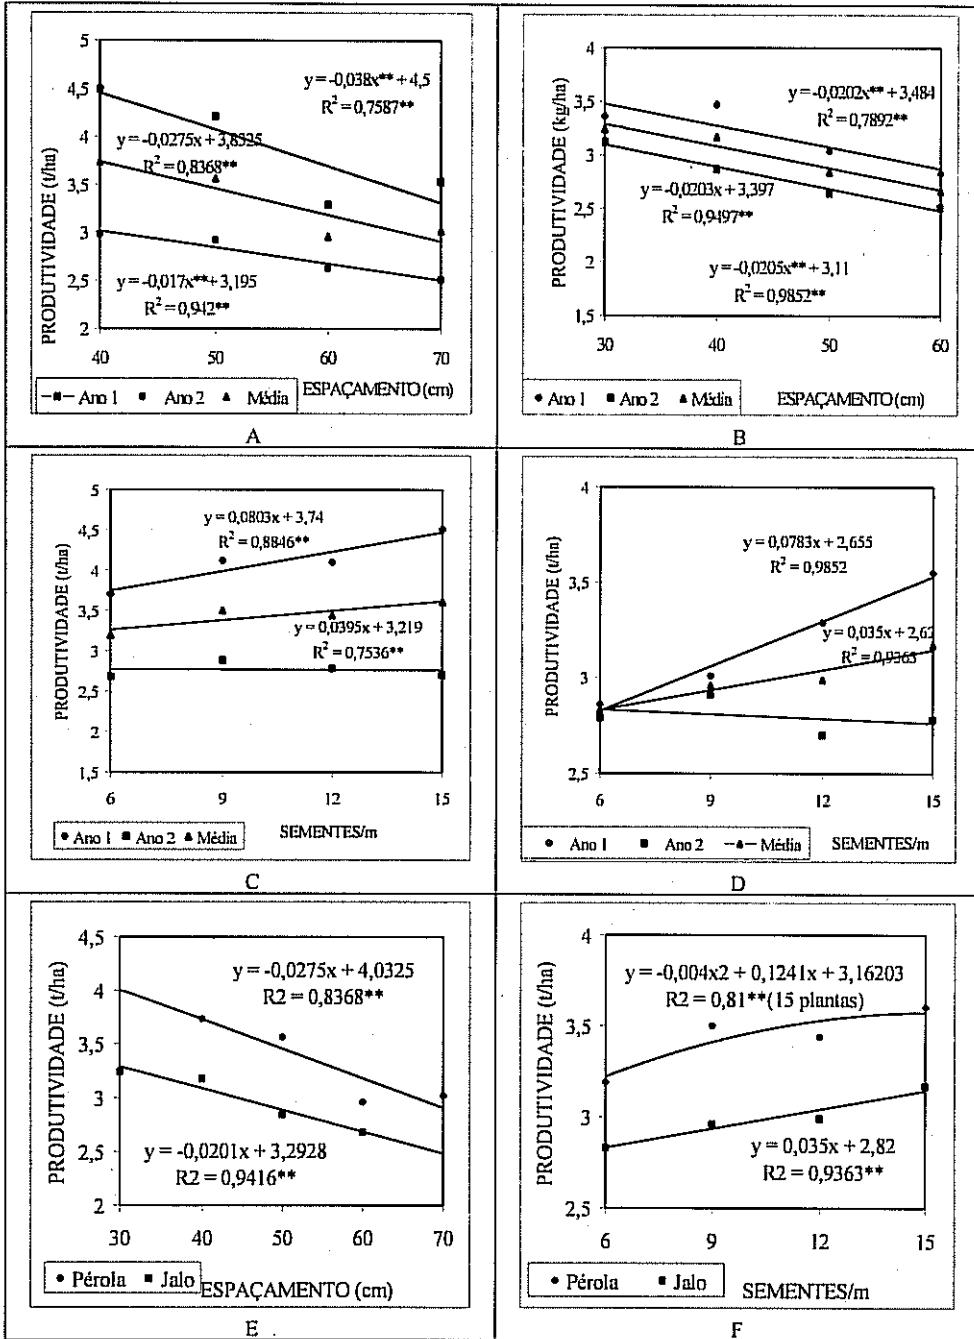 5
4,5
4
3,5
3
2,5
2
PRODUTIVIDADE (t/ha)
y = -0,038x** + 4,5
R² = 0,7587**
R² = 0,8368**
y = -0,017x** + 3,195
R² = 0,942**
40 50 60 70
Ano 1 Ano 2 Média
ESPAÇAMENTO (cm)
A
4
3,5
3
2,5
2
1,5
PRODUTIVIDADE (kg/ha)
y = -0,0202x** + 3,484
R² = 0,7892**
y = -0,0203x + 3,397
R² = 0,9497**
y = -0,0205x** + 3,11
R² = 0,9852**
30 40 50 60
Ano 1 Ano 2 Média
ESPAÇAMENTO (cm)
B
5
4,5
4
3,5
3
2,5
2
1,5
PRODUTIVIDADE (t/ha)
y = 0,0803x + 3,74
R² = 0,8846**
y = 0,0395x + 3,219
R² = 0,7536**
6 9 12 15
Ano 1 Ano 2 Média
SEMENTES/m
C
4
3,5
3
2,5
PRODUTIVIDADE (t/ha)
y = 0,0783x + 2,655
R² = 0,9852
y = 0,035x + 2,62
6 9 12 15
Ano 1 Ano 2 Média
SEMENTES/m
D
4,5
4
3,5
3
2,5
2
PRODUTIVIDADE (t/ha)
y = -0,0275x + 4,0325
R2 = 0,8368**
y = -0,0201x + 3,2928
R2 = 0,9416**
30 40 50 60 70
Pérola Jalo
ESPAÇAMENTO (cm)
E
4
3,5
3
2,5
PRODUTIVIDADE (t/ha)
y = -0,004x2 + 0,1241x + 3,16203
R2 = 0,81**(15 plantas)
y = 0,035x + 2,82
R2 = 0,9363**
6 9 12 15
Pérola Jalo
SEMENTES/m
F